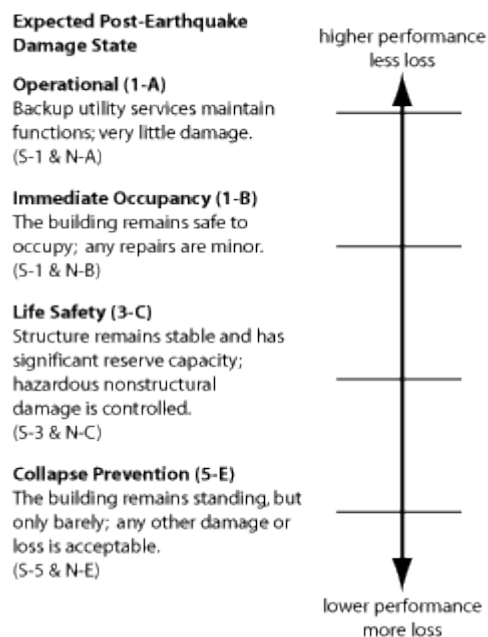 Expected Post-Earthquake
Damage State
higher performance
less loss
Operational (1-A)
Backup utility services maintain
functions; very little damage.
(S-1 & N-A)
Immediate Occupancy (1-B)
The building remains safe to
occupy; any repairs are minor.
(S-1 & N-B)
Life Safety (3-C)
Structure remains stable and has
significant reserve capacity;
hazardous nonstructural
damage is controlled.
(S-3 & N-C)
Collapse Prevention (5-E)
The building remains standing, but
only barely; any other damage or
loss is acceptable.
(S-5 & N-E)
lower performance
more loss